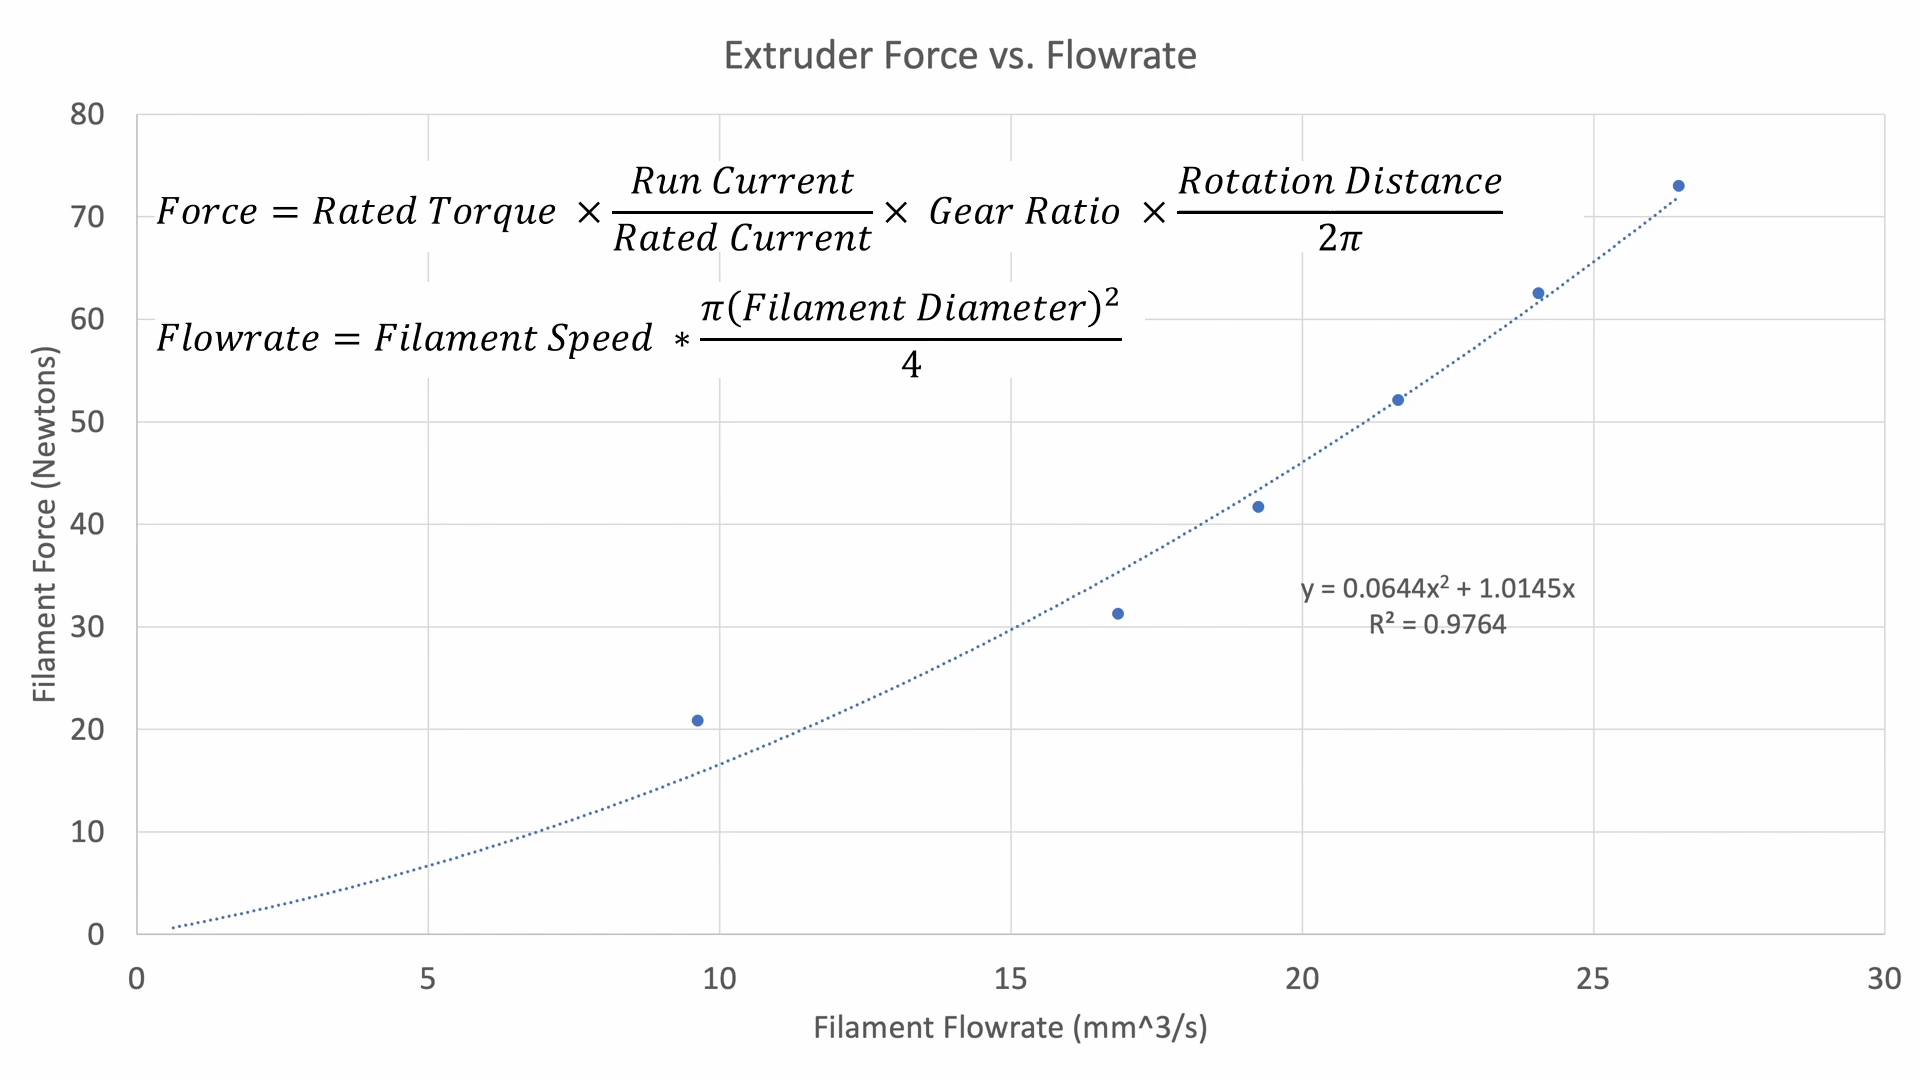 Extruder Force vs. Flowrate
80
70
60
50
40
30
20
10
0
Filament Force (Newtons)
Force = Rated Torque × Run Current / Rated Current × Gear Ratio × Rotation Distance / 2π
Flowrate = Filament Speed * π(Filament Diameter)² / 4
y = 0.0644x² + 1.0145x
R² = 0.9764
0 5 10 15 20 25 30
Filament Flowrate (mm^3/s)